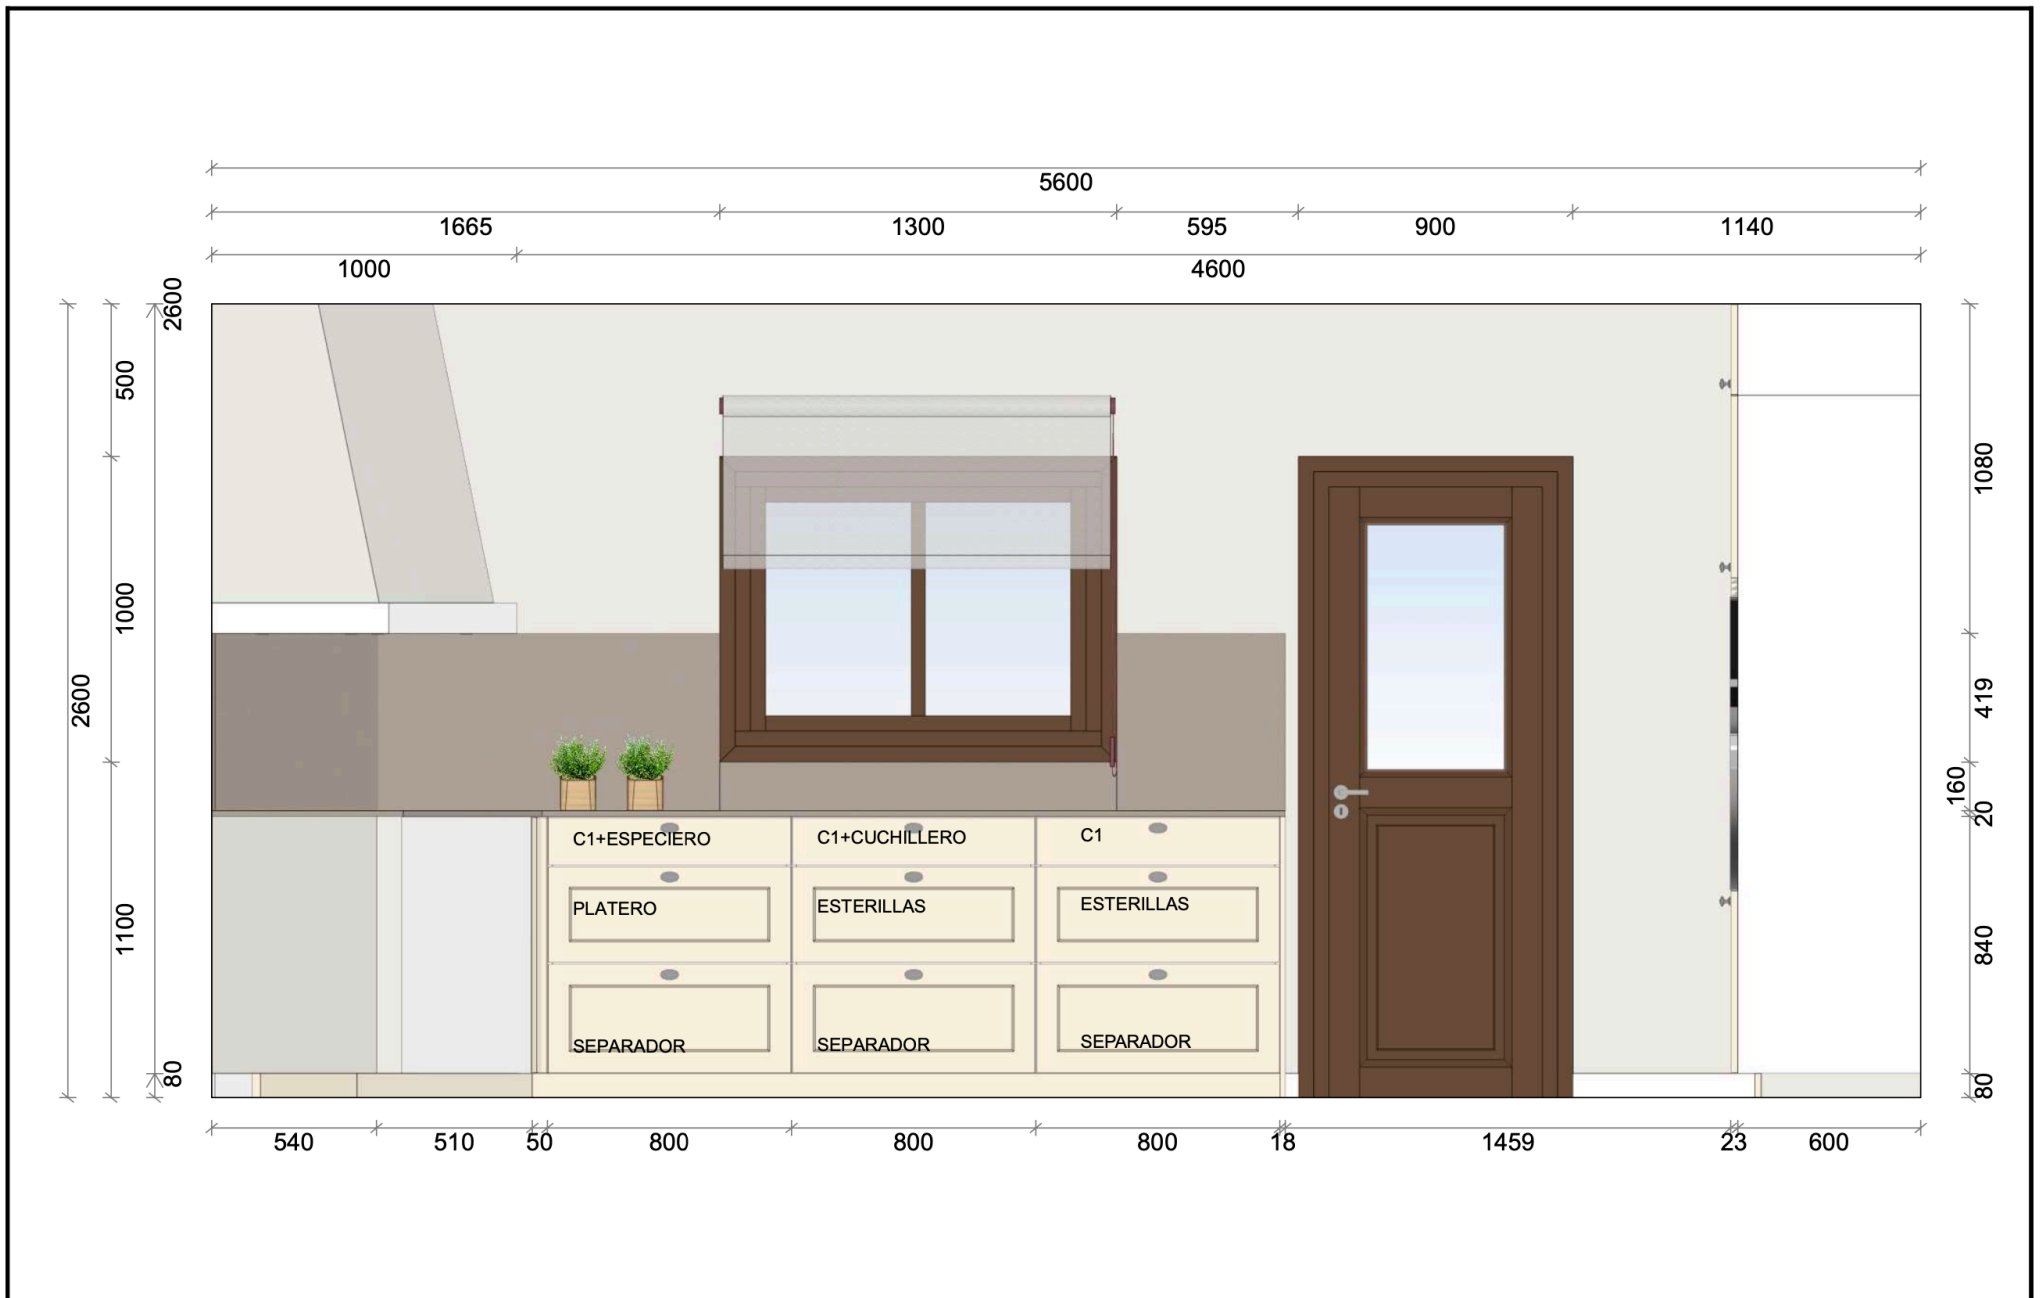 5600
1665 1300 595 900 1140
1000 4600
2600
500
1000
2600
1100
80
1080
419
160
20
840
80
C1+ESPECIERO C1+CUCHILLERO C1
PLATERO ESTERILLAS ESTERILLAS
SEPARADOR SEPARADOR SEPARADOR
540 510 50 800 800 800 18 1459 23 600